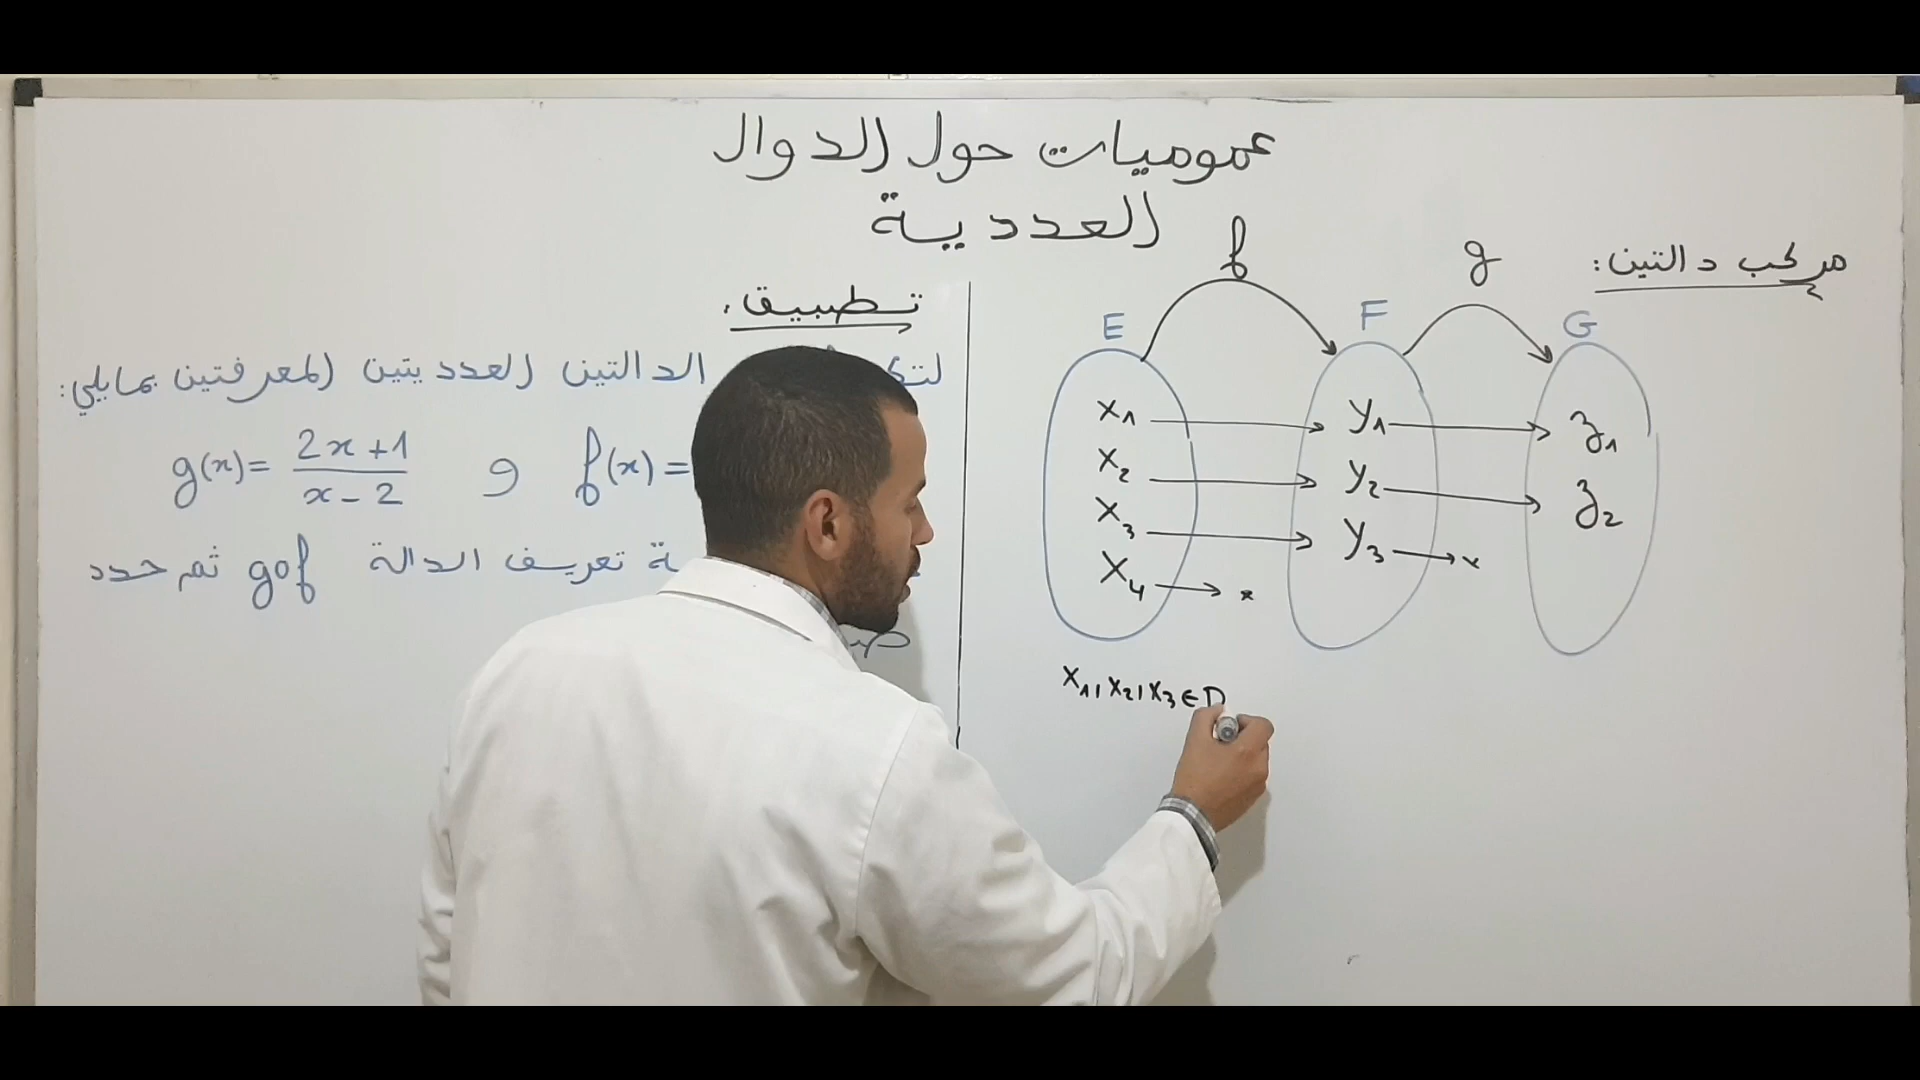 عموميات حول الدوال
العددية
مركب دالتين:
f g
E F G
x₁ → y₁ → z₁
x₂ → y₂ → z₂
x₃ → y₃ → x
x₄ → x
x₁, x₂, x₃ ∈ D
تطبيق:
الدالتين العدديتين المعرفتين بمايلي:
f(x) = و g(x) = (2x+1)/(x-2)
تعريف الدالة gof ثم حدد